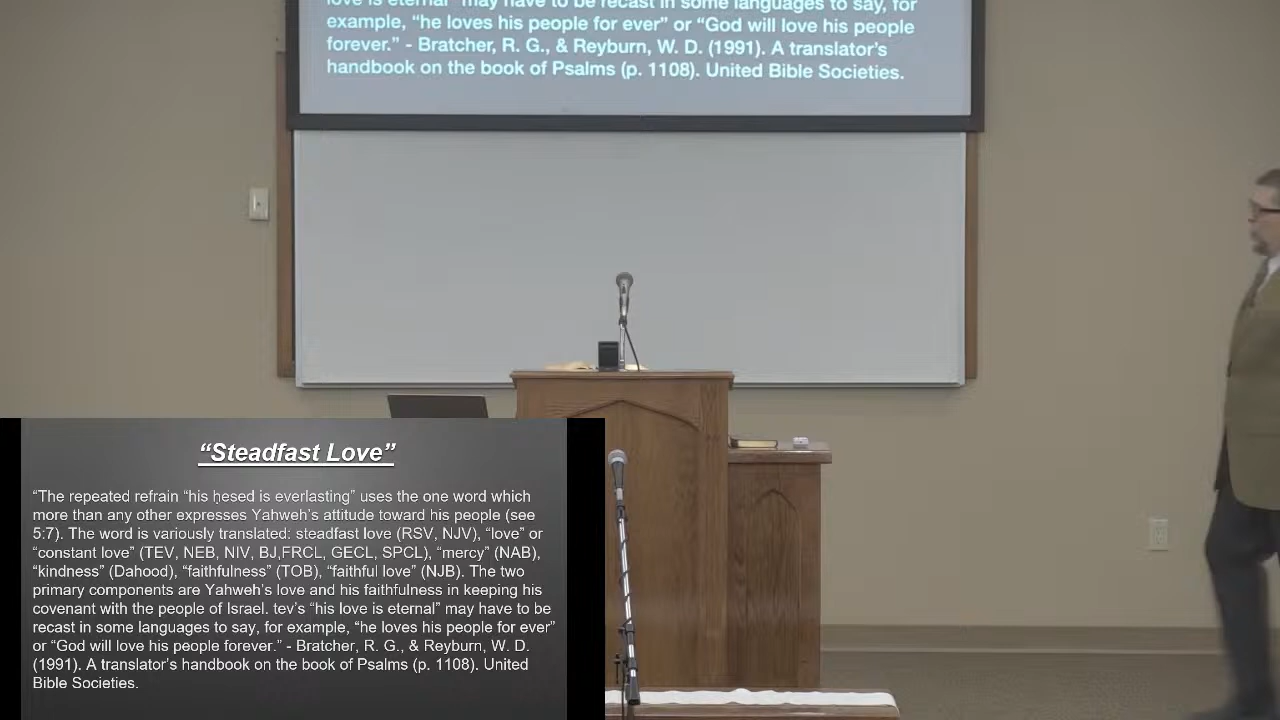 love is eternal” may have to be recast in some languages to say, for
example, “he loves his people for ever” or “God will love his people
forever.” - Bratcher, R. G., & Reyburn, W. D. (1991). A translator’s
handbook on the book of Psalms (p. 1108). United Bible Societies.
“Steadfast Love”
“The repeated refrain “his ḥesed is everlasting” uses the one word which
more than any other expresses Yahweh’s attitude toward his people (see
5:7). The word is variously translated: steadfast love (RSV, NJV), “love” or
“constant love” (TEV, NEB, NIV, BJ,FRCL, GECL, SPCL), “mercy” (NAB),
“kindness” (Dahood), “faithfulness” (TOB), “faithful love” (NJB). The two
primary components are Yahweh’s love and his faithfulness in keeping his
covenant with the people of Israel. tev’s “his love is eternal” may have to be
recast in some languages to say, for example, “he loves his people for ever”
or “God will love his people forever.” - Bratcher, R. G., & Reyburn, W. D.
(1991). A translator’s handbook on the book of Psalms (p. 1108). United
Bible Societies.